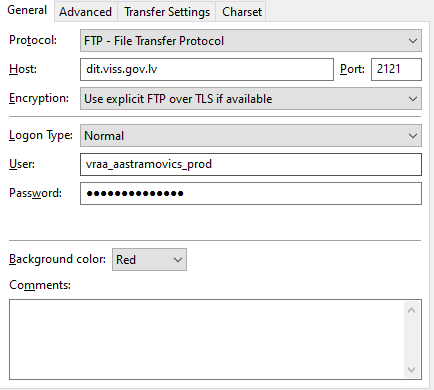 General Advanced Transfer Settings Charset
Protocol: FTP - File Transfer Protocol
Host: dit.viss.gov.lv Port: 2121
Encryption: Use explicit FTP over TLS if available
Logon Type: Normal
User: vraa_aastramovics_prod
Password: ●●●●●●●●●●●●●●
Background color: Red
Comments: